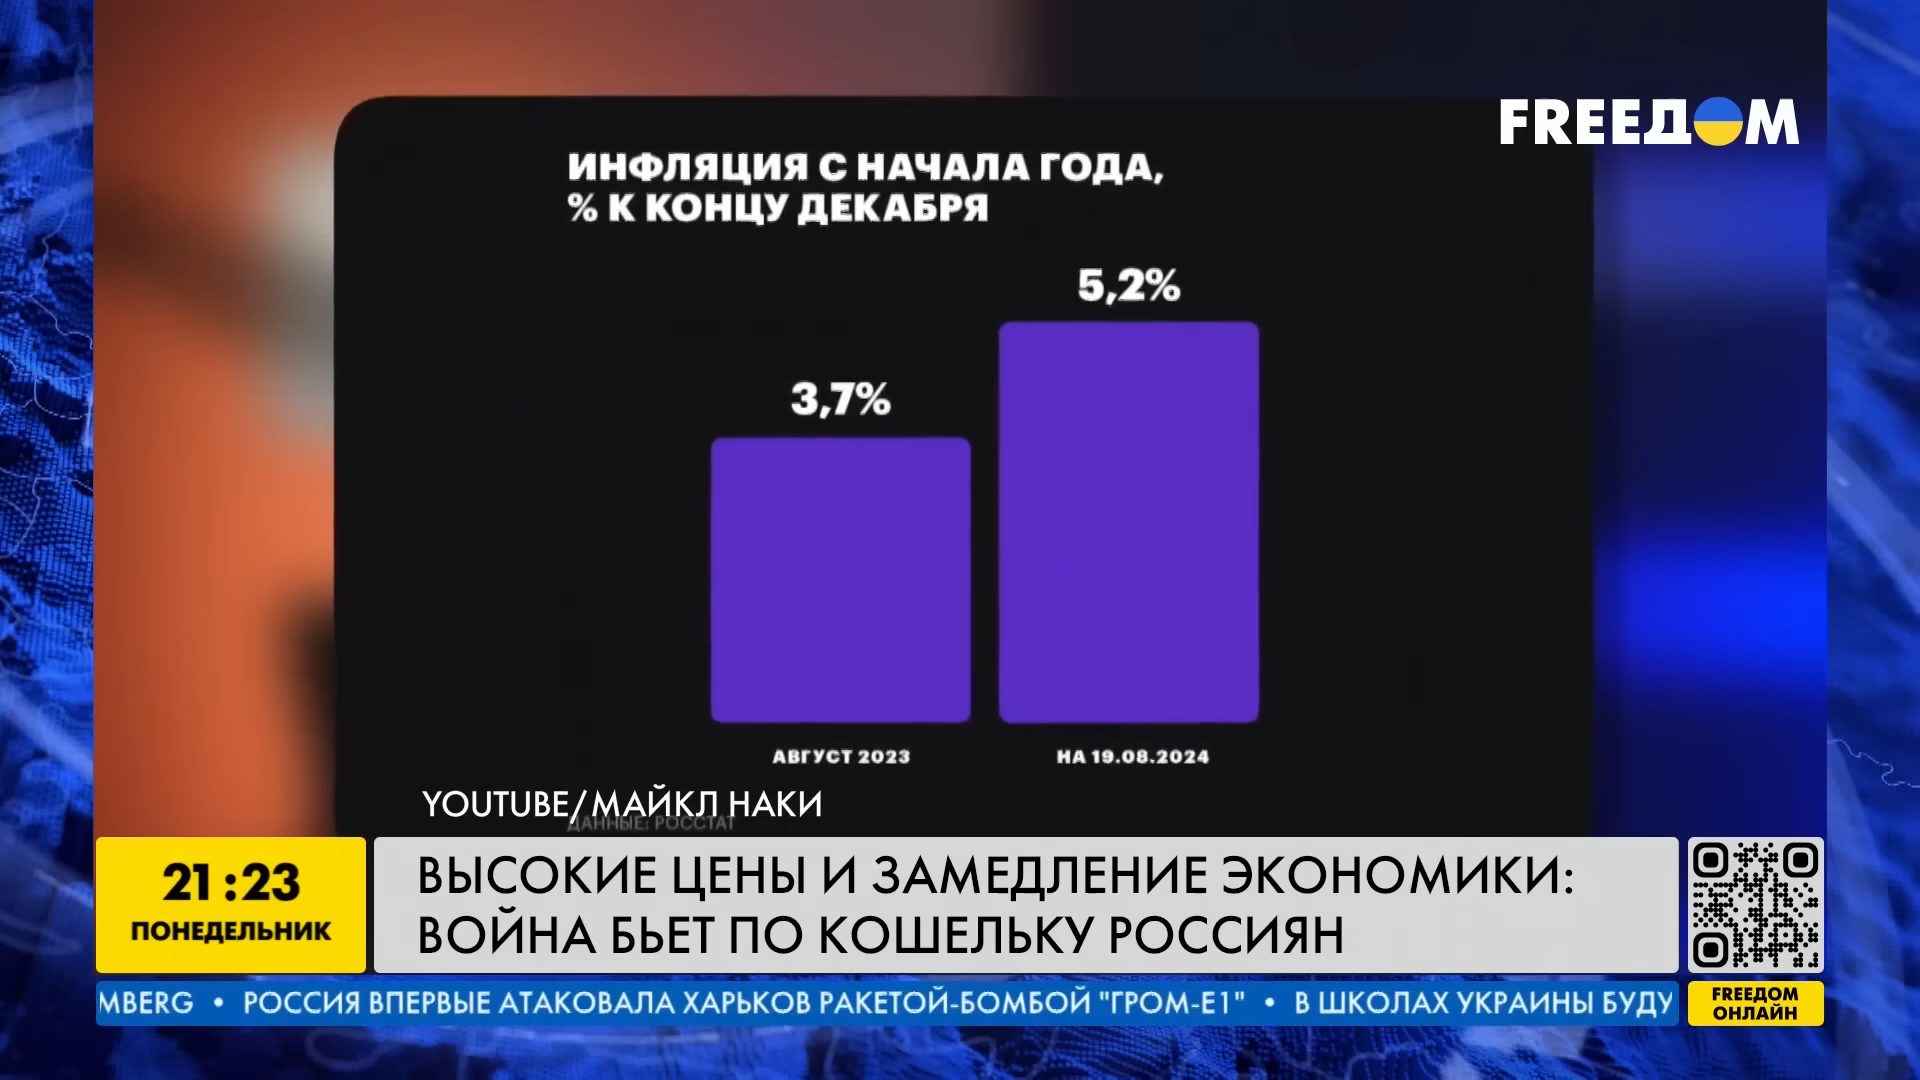 FREEДOM
ИНФЛЯЦИЯ С НАЧАЛА ГОДА,
% К КОНЦУ ДЕКАБРЯ
5,2%
3,7%
АВГУСТ 2023
НА 19.08.2024
YOUTUBE/МАЙКЛ НАКИ
ДАННЫЕ: РОССТАТ
21:23
ПОНЕДЕЛЬНИК
ВЫСОКИЕ ЦЕНЫ И ЗАМЕДЛЕНИЕ ЭКОНОМИКИ:
ВОЙНА БЬЕТ ПО КОШЕЛЬКУ РОССИЯН
MBERG • РОССИЯ ВПЕРВЫЕ АТАКОВАЛА ХАРЬКОВ РАКЕТОЙ-БОМБОЙ "ГРОМ-Е1" • В ШКОЛАХ УКРАИНЫ БУДУ
FREEДOM
ОНЛАЙН